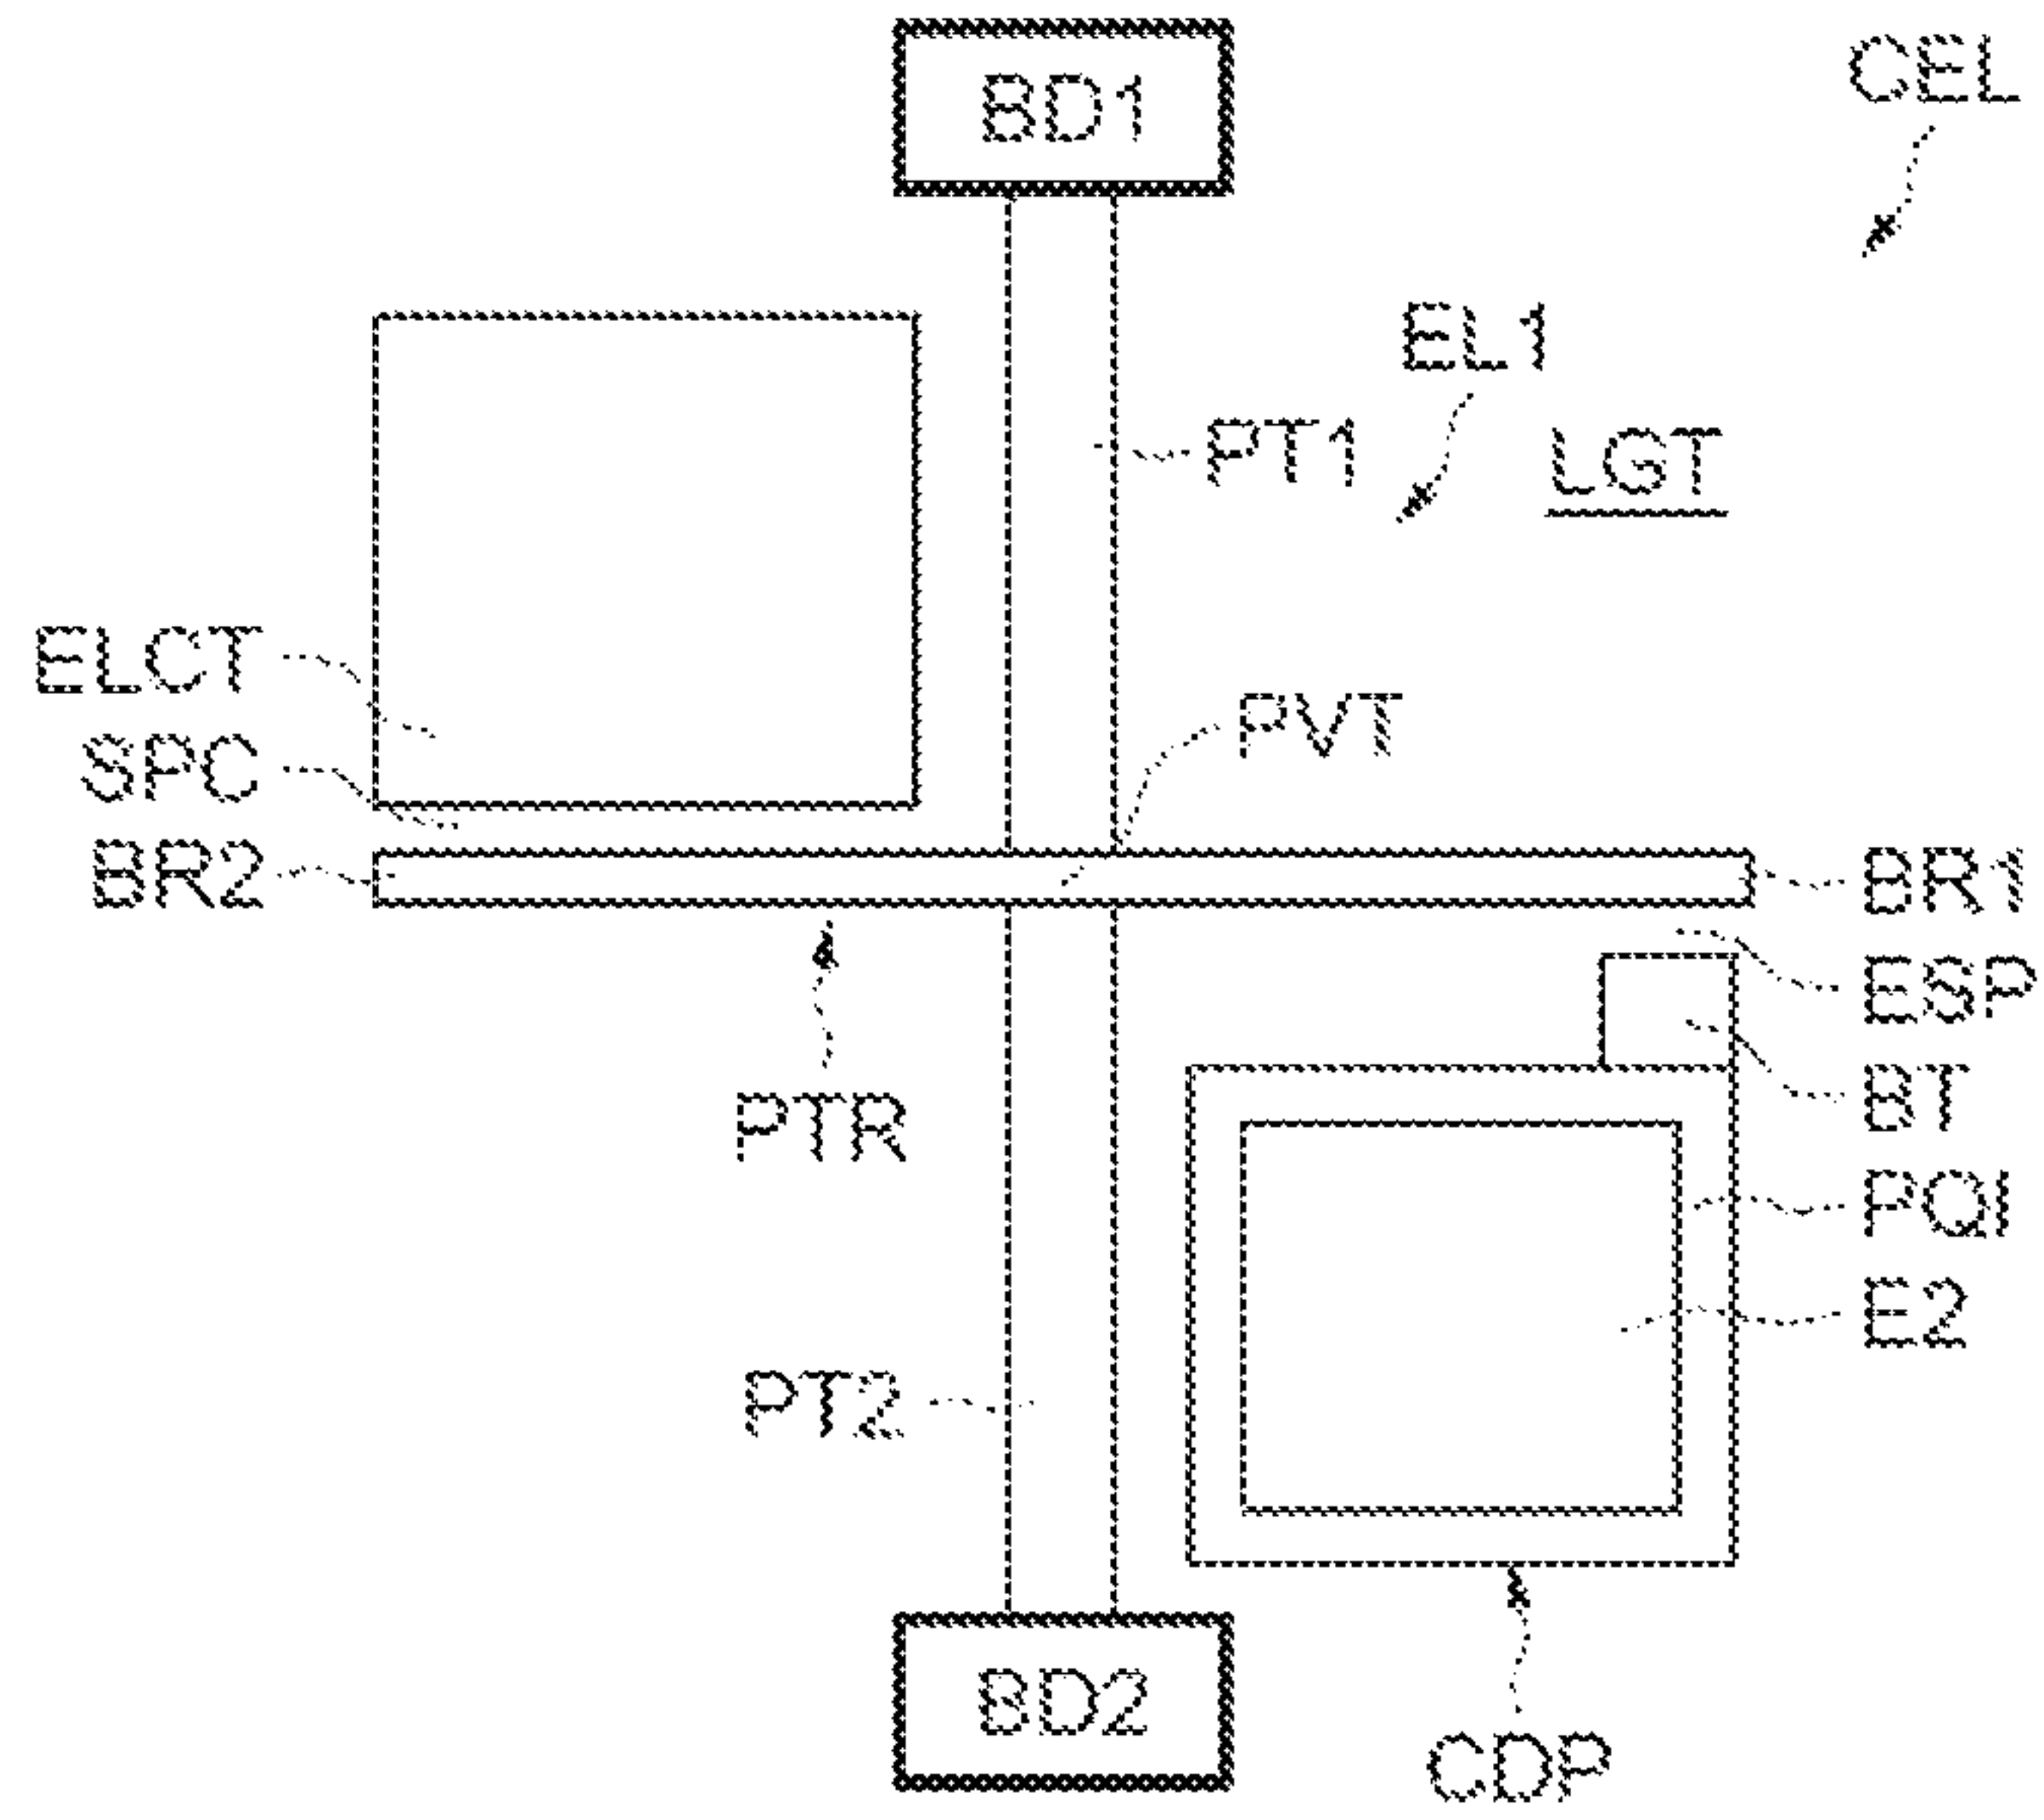 BD1
CEL
EL1
PT1
LGT
ELCT
PVT
SPC
BR2
BR1
ESP
PTR
BT
PQI
E2
PT2
BD2
CDP